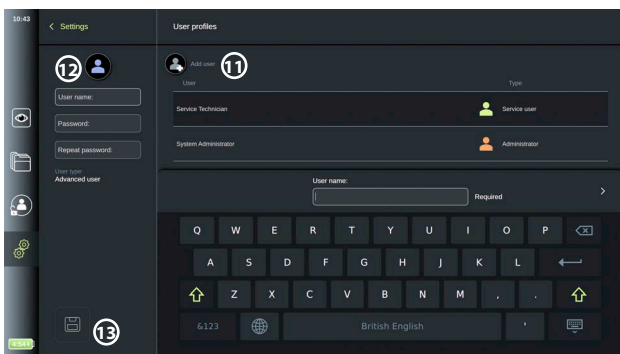 10:43
Settings
User profiles
12
Add user
11
User
Type
User name:
Service Technician
Service user
Password:
System Administrator
Administrator
Repeat password:
User type
Advanced user
User name:
Required
Q W E R T Y U I O P
A S D F G H J K L
Z X C V B N M , .
&123
British English
'
13